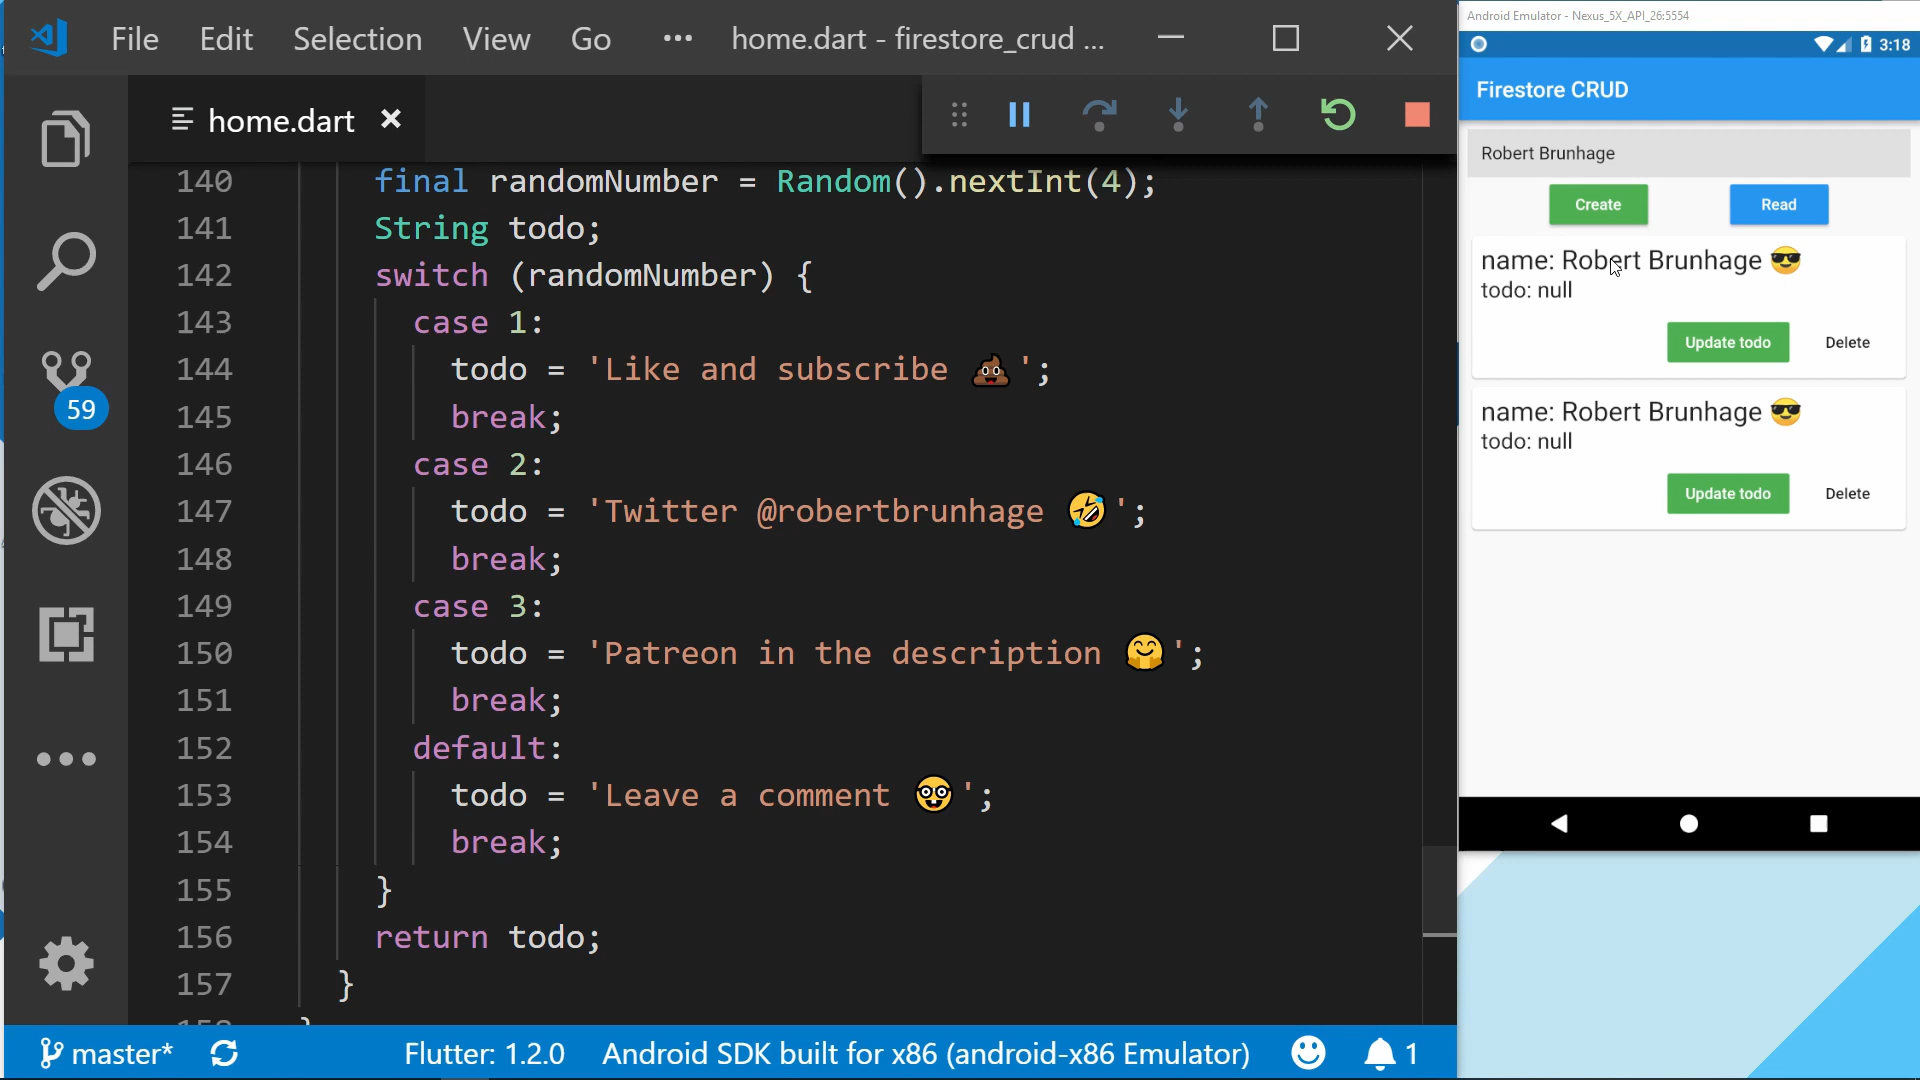 File Edit Selection View Go ··· home.dart - firestore_crud ...
home.dart
140 final randomNumber = Random().nextInt(4);
141 String todo;
142 switch (randomNumber) {
143 case 1:
144 todo = 'Like and subscribe 💩';
145 break;
146 case 2:
147 todo = 'Twitter @robertbrunhage 🤣';
148 break;
149 case 3:
150 todo = 'Patreon in the description 🤗';
151 break;
152 default:
153 todo = 'Leave a comment 🤓';
154 break;
155 }
156 return todo;
157 }
59
master* Flutter: 1.2.0 Android SDK built for x86 (android-x86 Emulator) 1
Android Emulator - Nexus_5X_API_26:5554
3:18
Firestore CRUD
Robert Brunhage
Create Read
name: Robert Brunhage 😎
todo: null
Update todo Delete
name: Robert Brunhage 😎
todo: null
Update todo Delete